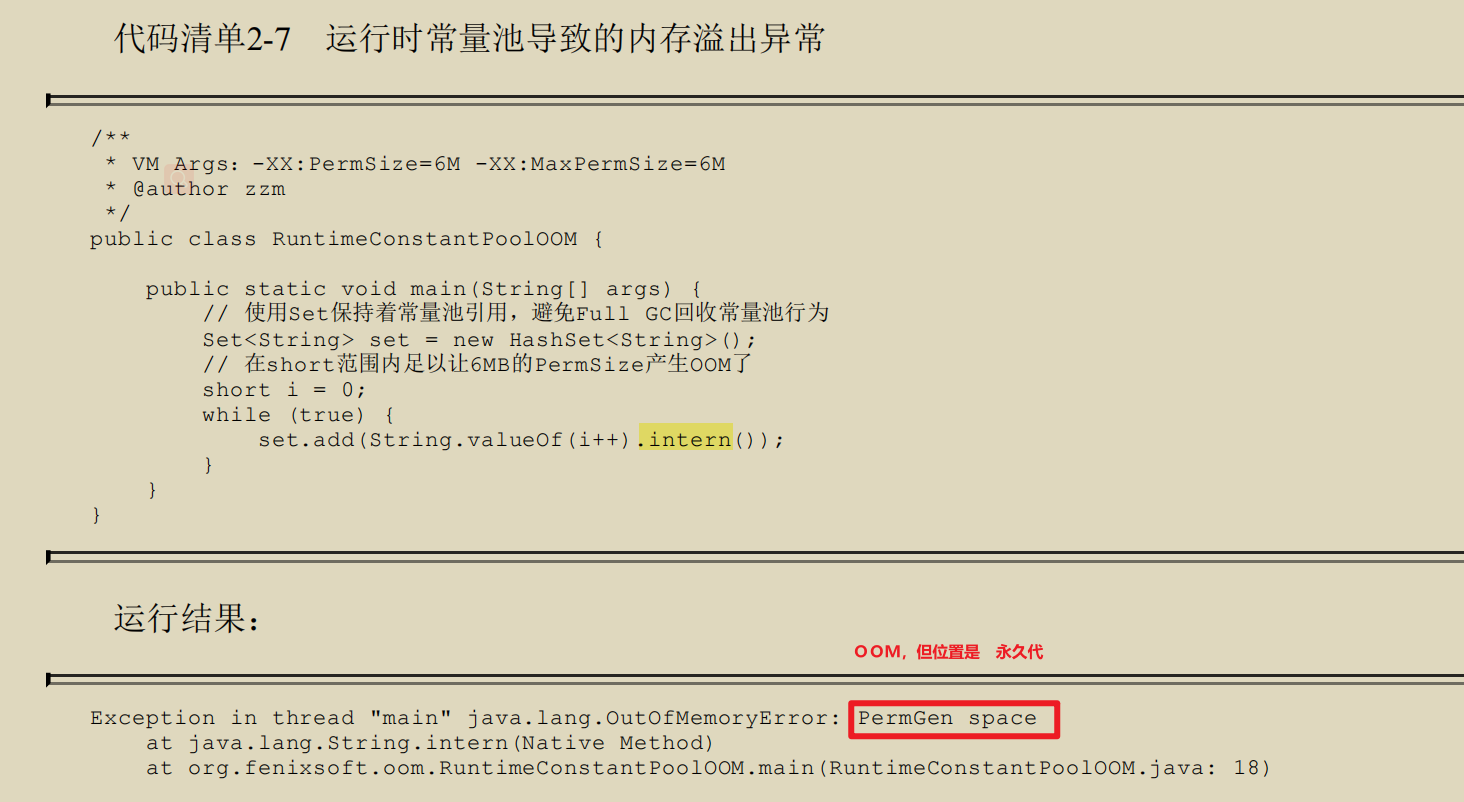 代码清单2-7 运行时常量池导致的内存溢出异常
/**
 * VM Args：-XX:PermSize=6M -XX:MaxPermSize=6M
 * @author zzm
 */
public class RuntimeConstantPoolOOM {
public static void main(String[] args) {
// 使用Set保持着常量池引用，避免Full GC回收常量池行为
Set<String> set = new HashSet<String>();
// 在short范围内足以让6MB的PermSize产生OOM了
short i = 0;
while (true) {
set.add(String.valueOf(i++).intern());
}
}
}
运行结果：
OOM，但位置是 永久代
Exception in thread "main" java.lang.OutOfMemoryError: PermGen space
at java.lang.String.intern(Native Method)
at org.fenixsoft.oom.RuntimeConstantPoolOOM.main(RuntimeConstantPoolOOM.java: 18)